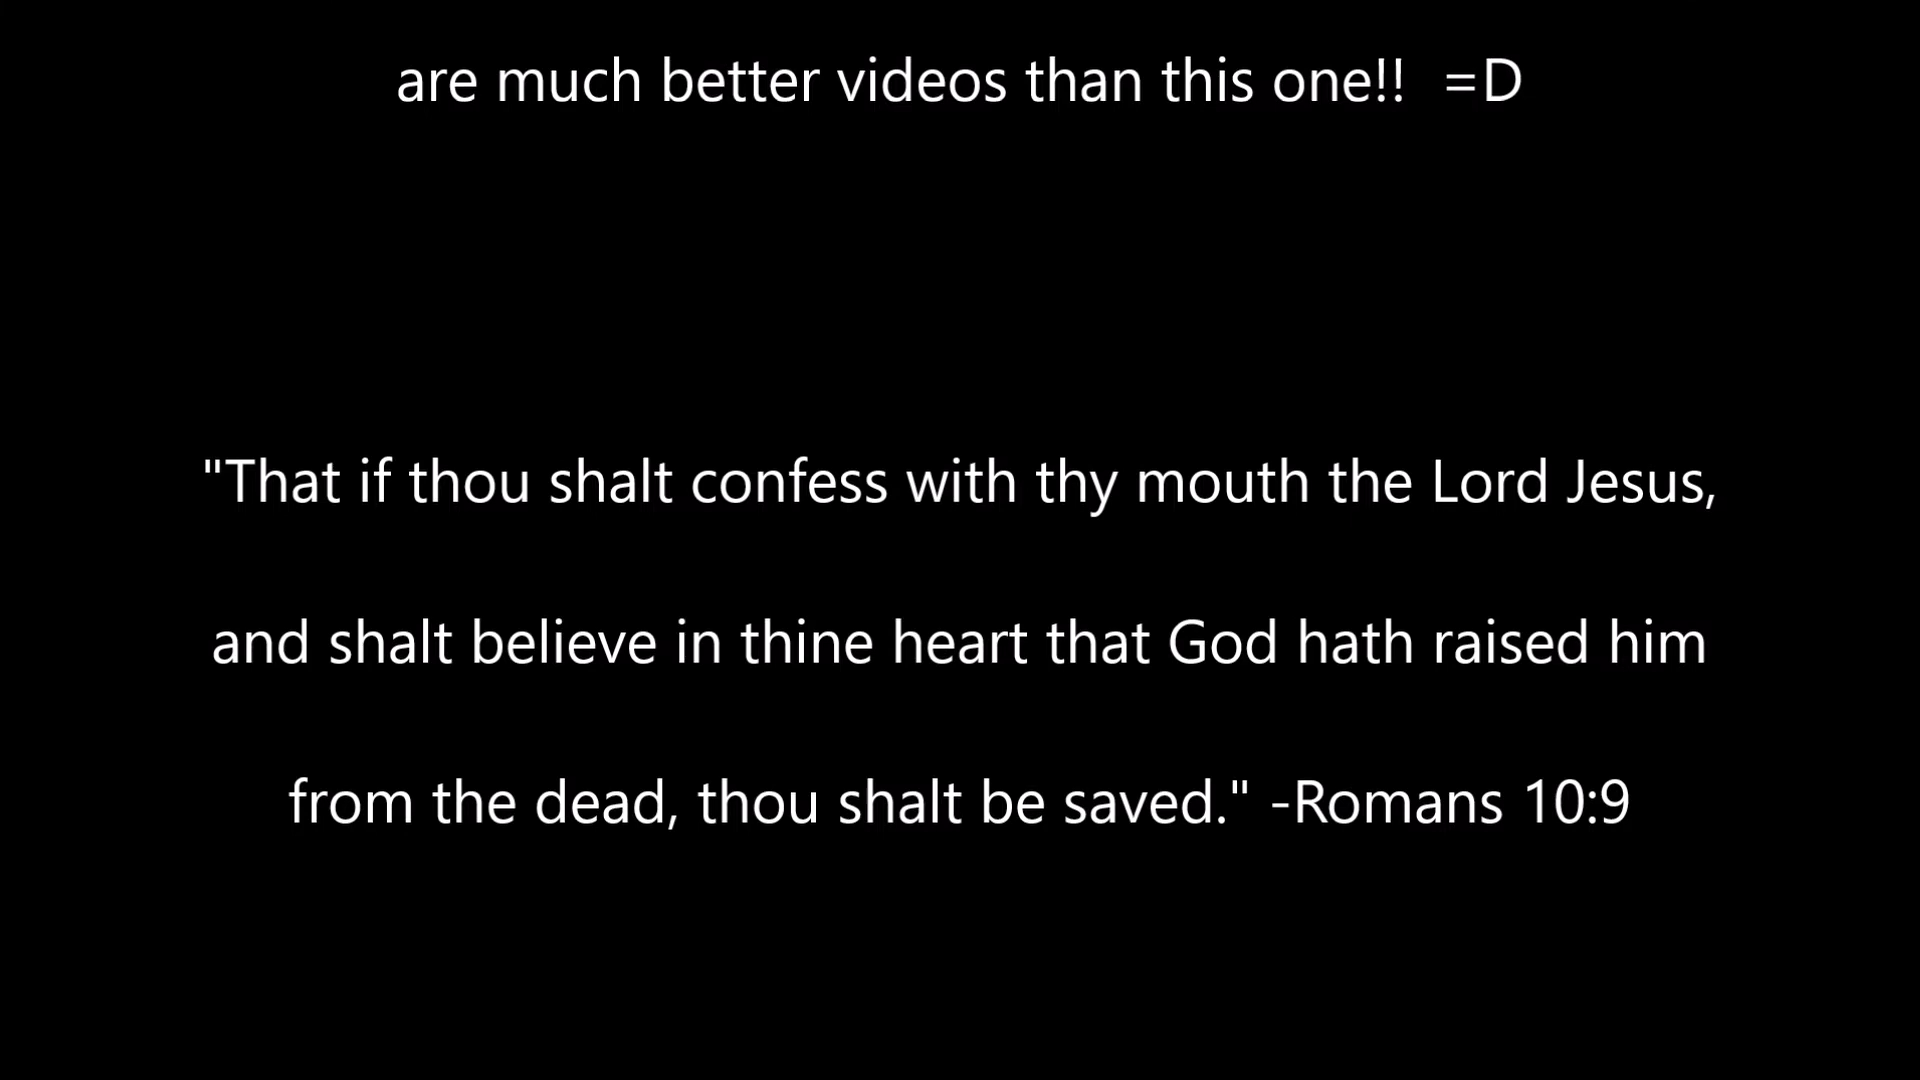 are much better videos than this one!!  =D
"That if thou shalt confess with thy mouth the Lord Jesus,
and shalt believe in thine heart that God hath raised him
from the dead, thou shalt be saved." -Romans 10:9